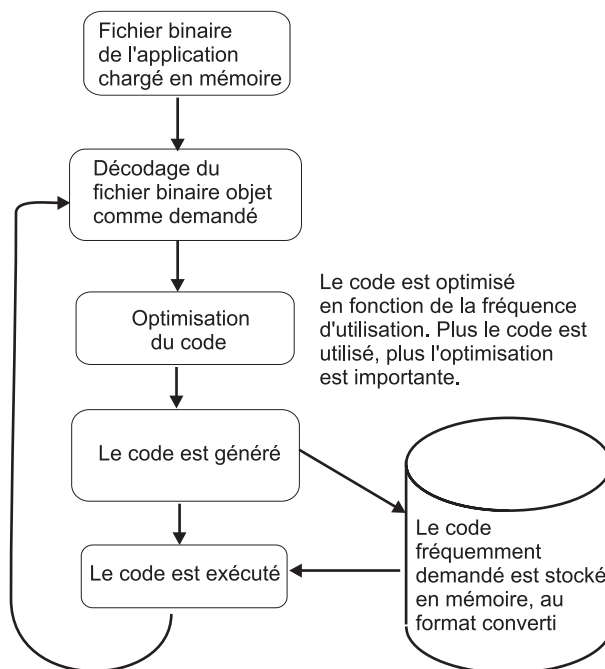 Fichier binaire
de l'application
chargé en mémoire
Décodage du
fichier binaire objet
comme demandé
Optimisation
du code
Le code est optimisé
en fonction de la fréquence
d'utilisation. Plus le code est
utilisé, plus l'optimisation
est importante.
Le code est généré
Le code est exécuté
Le code
fréquemment
demandé est stocké
en mémoire, au
format converti